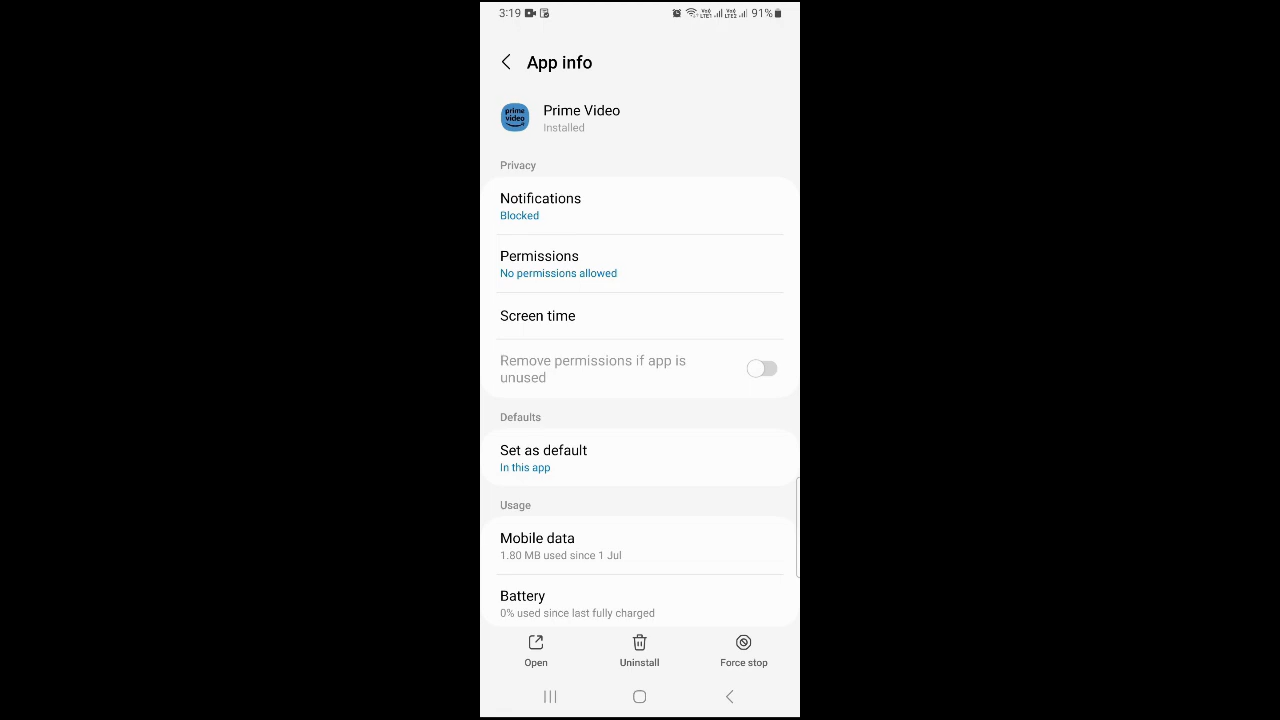 3:19 91%
App info
prime
video
Prime Video
Installed
Privacy
Notifications
Blocked
Permissions
No permissions allowed
Screen time
Remove permissions if app is
unused
Defaults
Set as default
In this app
Usage
Mobile data
1.80 MB used since 1 Jul
Battery
0% used since last fully charged
Open Uninstall Force stop